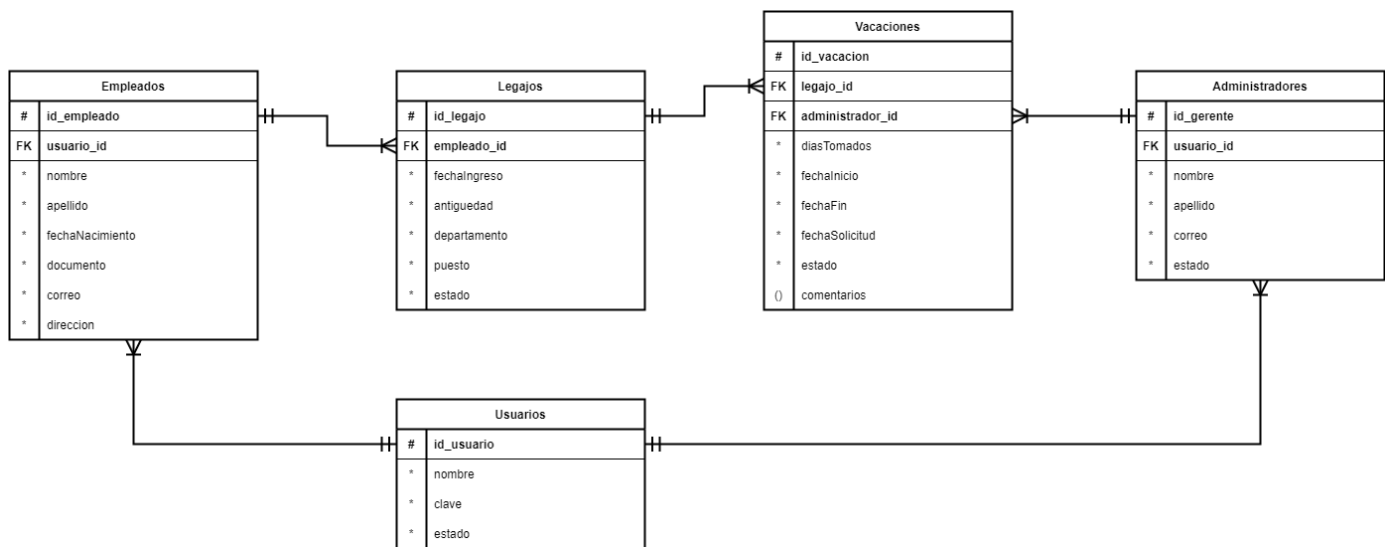 Empleados
# id_empleado
FK usuario_id
* nombre
* apellido
* fechaNacimiento
* documento
* correo
* direccion
Legajos
# id_legajo
FK empleado_id
* fechaIngreso
* antiguedad
* departamento
* puesto
* estado
Vacaciones
# id_vacacion
FK legajo_id
FK administrador_id
* diasTomados
* fechaInicio
* fechaFin
* fechaSolicitud
* estado
() comentarios
Administradores
# id_gerente
FK usuario_id
* nombre
* apellido
* correo
* estado
Usuarios
# id_usuario
* nombre
* clave
* estado